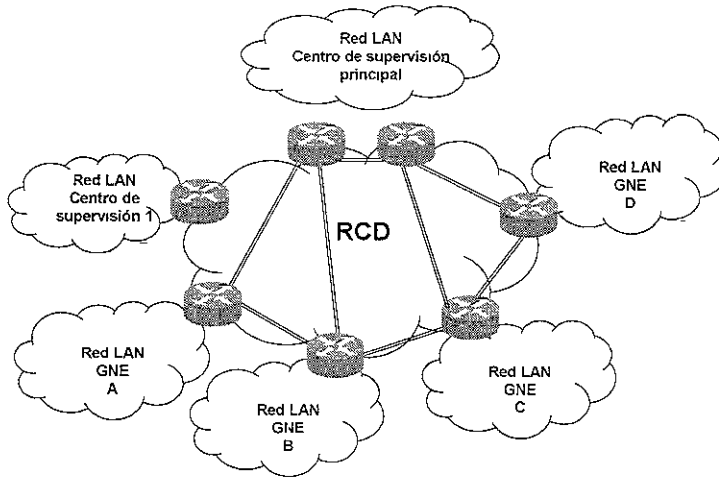 Red LAN
Centro de supervisión
principal
Red LAN
Centro de
supervisión 1
Red LAN
GNE
D
RCD
Red LAN
GNE
A
Red LAN
GNE
B
Red LAN
GNE
C